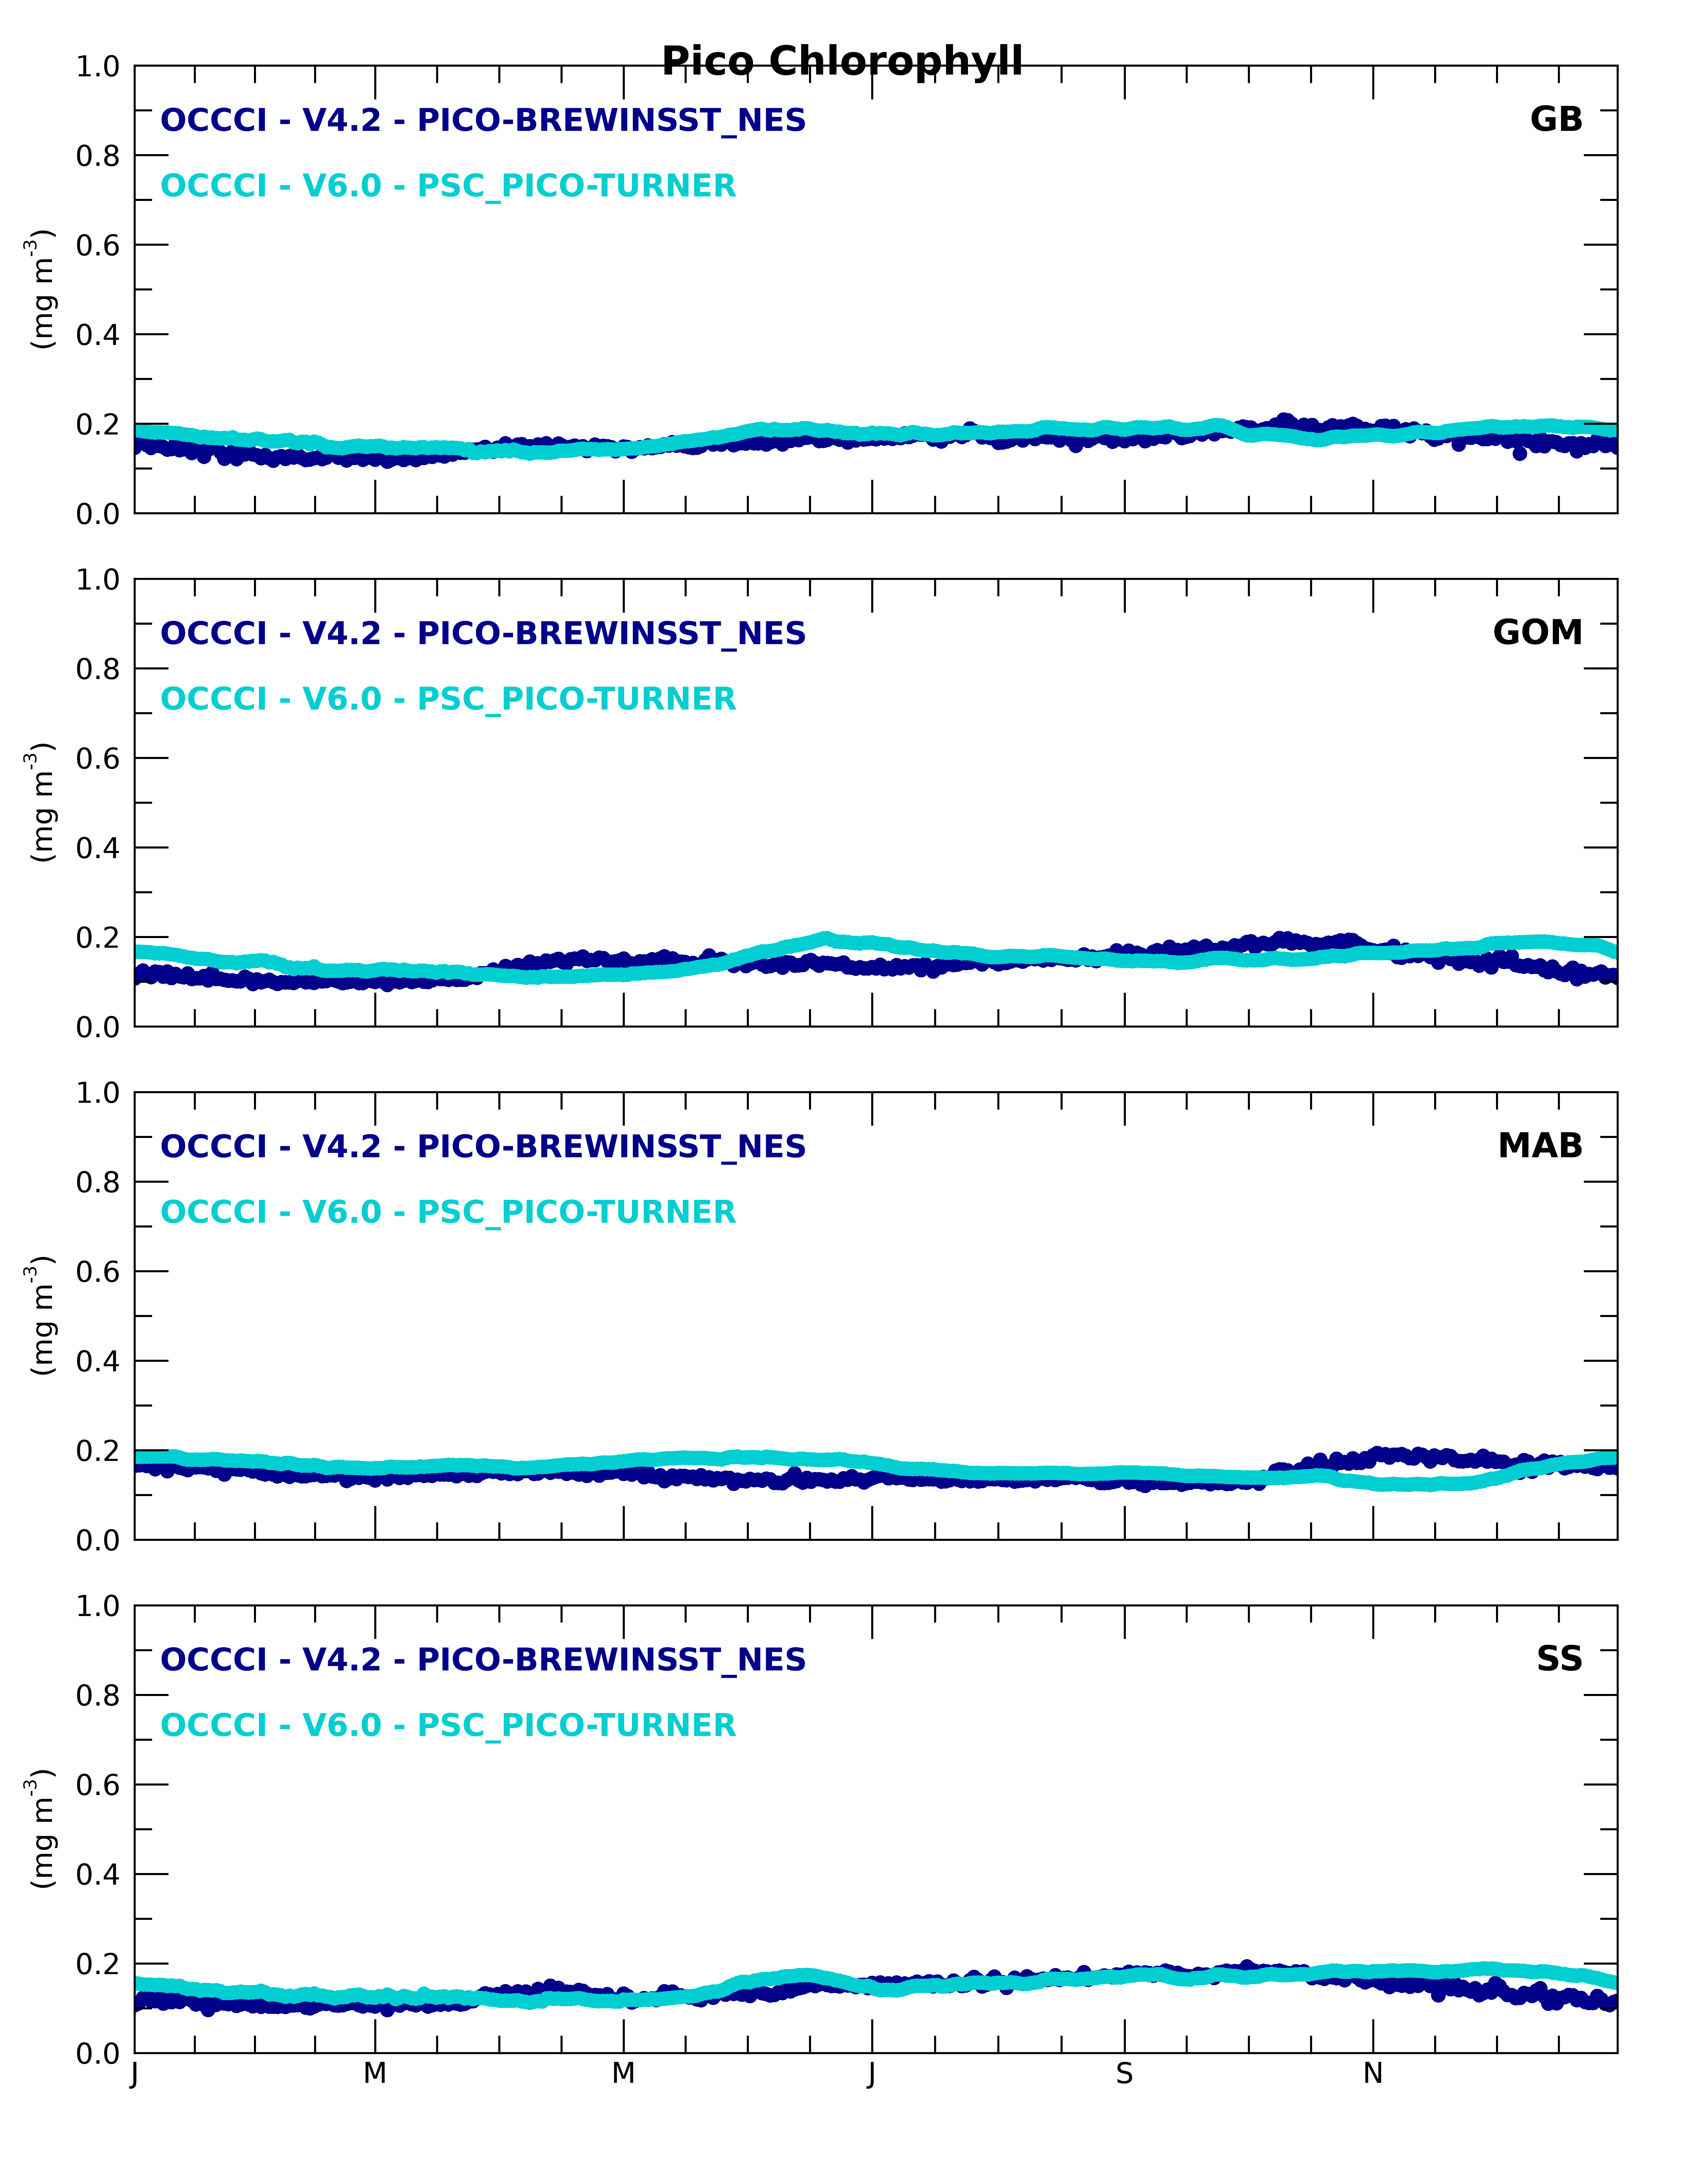 Pico Chlorophyll
1.0
OCCCI - V4.2 - PICO-BREWINSST_NES GB
0.8
OCCCI - V6.0 - PSC_PICO-TURNER
0.6
(mg m-3)
0.4
0.2
0.0
1.0
OCCCI - V4.2 - PICO-BREWINSST_NES GOM
0.8
OCCCI - V6.0 - PSC_PICO-TURNER
0.6
(mg m-3)
0.4
0.2
0.0
1.0
OCCCI - V4.2 - PICO-BREWINSST_NES MAB
0.8
OCCCI - V6.0 - PSC_PICO-TURNER
0.6
(mg m-3)
0.4
0.2
0.0
1.0
OCCCI - V4.2 - PICO-BREWINSST_NES SS
0.8
OCCCI - V6.0 - PSC_PICO-TURNER
0.6
(mg m-3)
0.4
0.2
0.0
J M M J S N